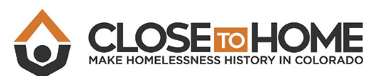 CLOSE TO HOME
MAKE HOMELESSNESS HISTORY IN COLORADO